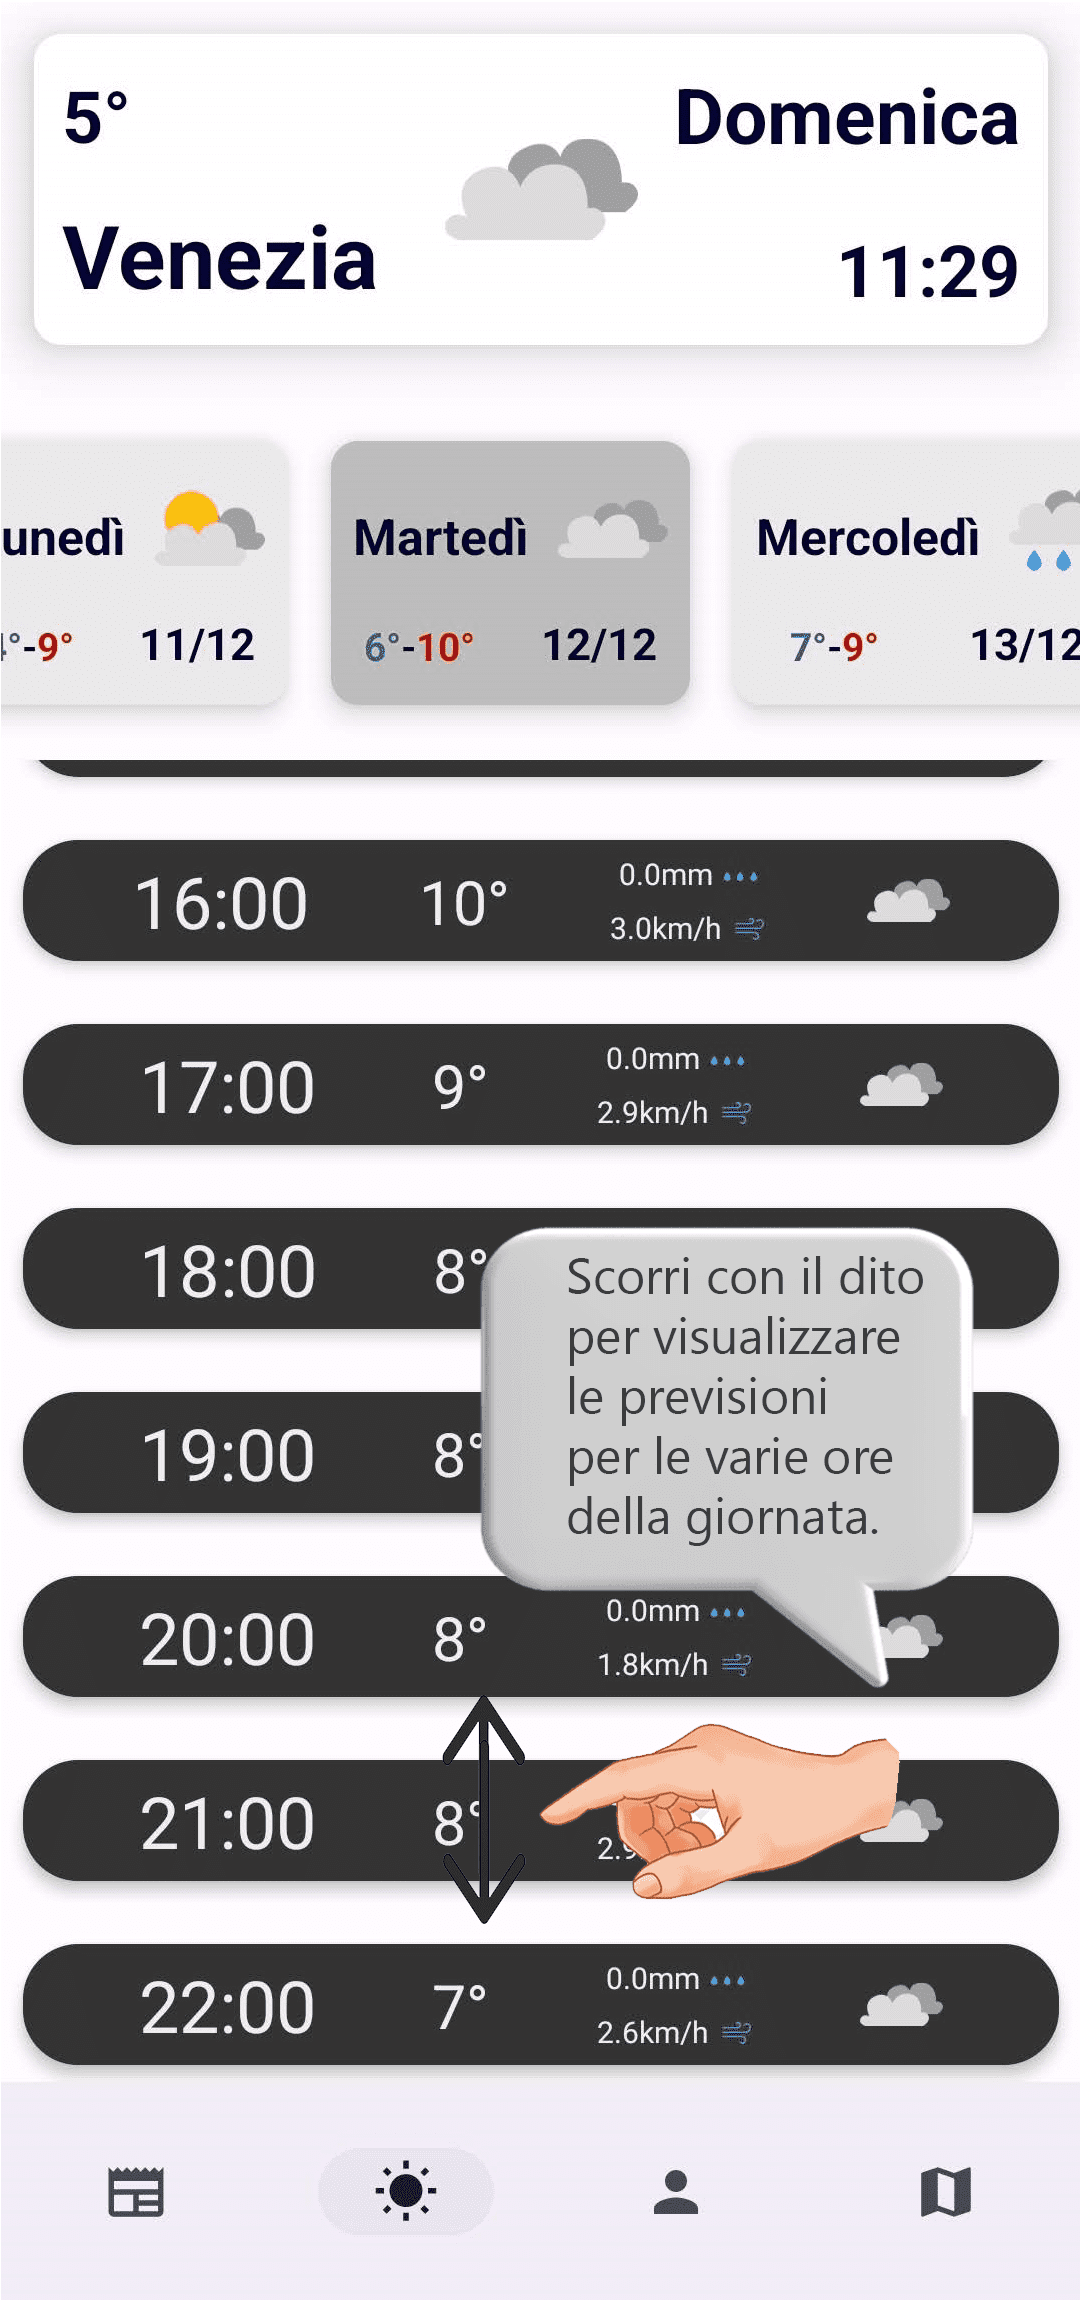 5° Domenica
Venezia 11:29
unedì Martedì Mercoledì
°-9° 11/12 6°-10° 12/12 7°-9° 13/12
16:00 10° 0.0mm
3.0km/h
17:00 9° 0.0mm
2.9km/h
18:00 8°
19:00 8°
Scorri con il dito
per visualizzare
le previsioni
per le varie ore
della giornata.
20:00 8° 0.0mm
1.8km/h
21:00 8°
2.9
22:00 7° 0.0mm
2.6km/h